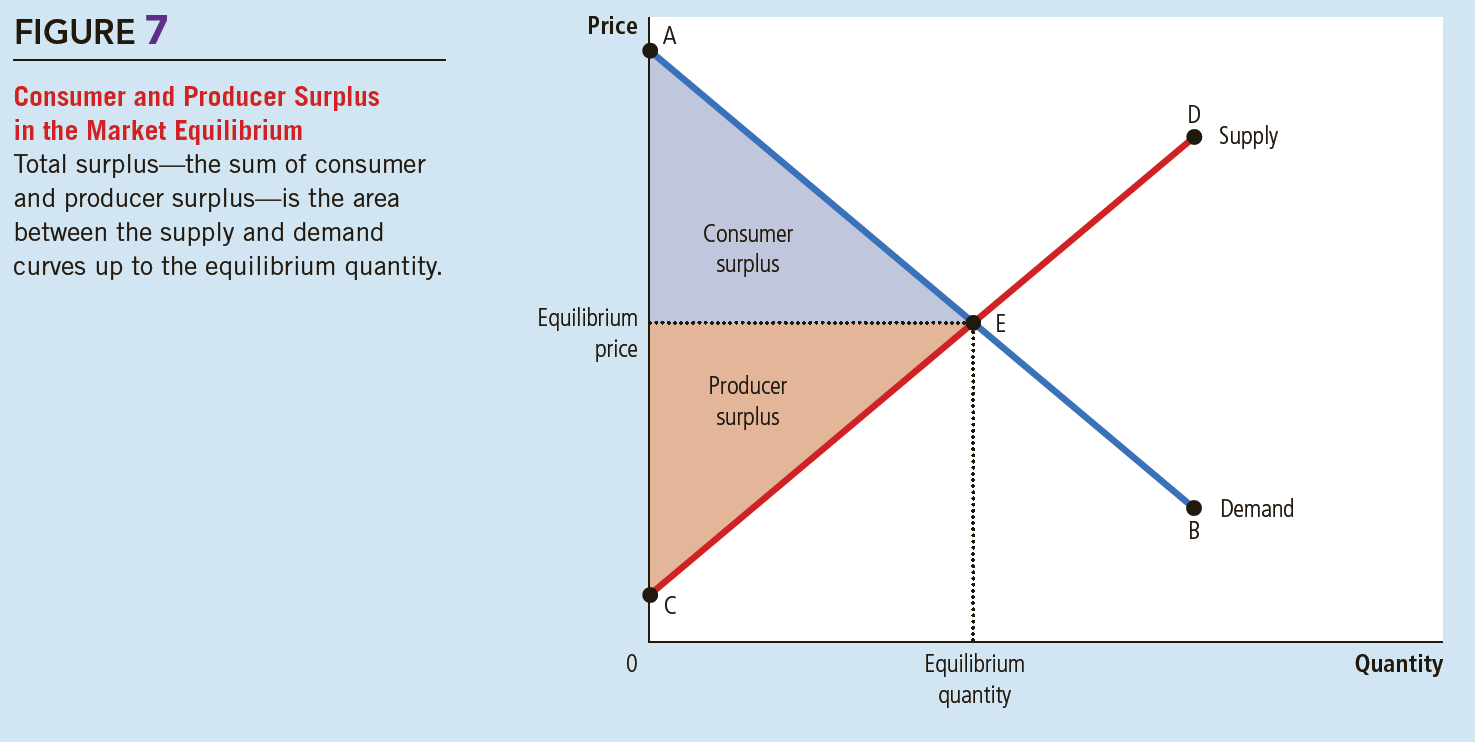 FIGURE 7
Consumer and Producer Surplus
in the Market Equilibrium
Total surplus—the sum of consumer
and producer surplus—is the area
between the supply and demand
curves up to the equilibrium quantity.
Price
A
D
Supply
Consumer
surplus
Equilibrium
price
E
Producer
surplus
Demand
B
C
0
Equilibrium
quantity
Quantity